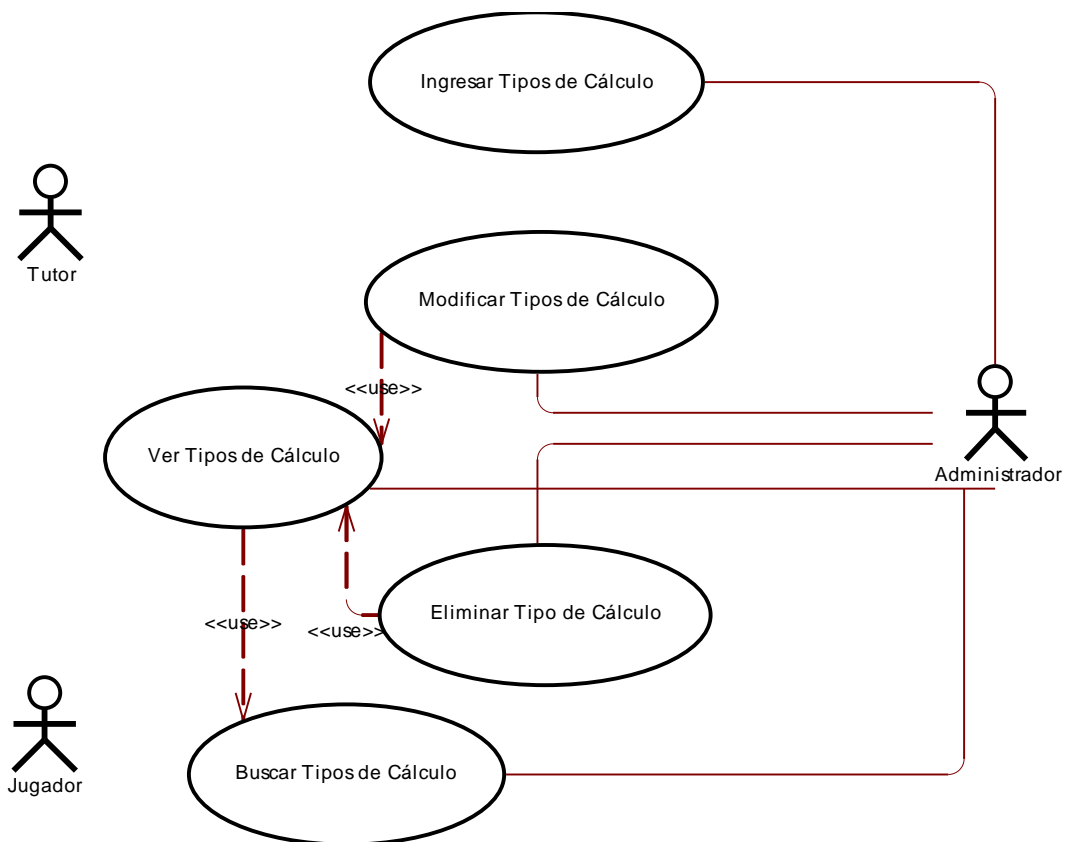 Ingresar Tipos de Cálculo
Tutor
Modificar Tipos de Cálculo
<<use>>
Ver Tipos de Cálculo
Administrador
<<use>>
<<use>>
Eliminar Tipo de Cálculo
Buscar Tipos de Cálculo
Jugador